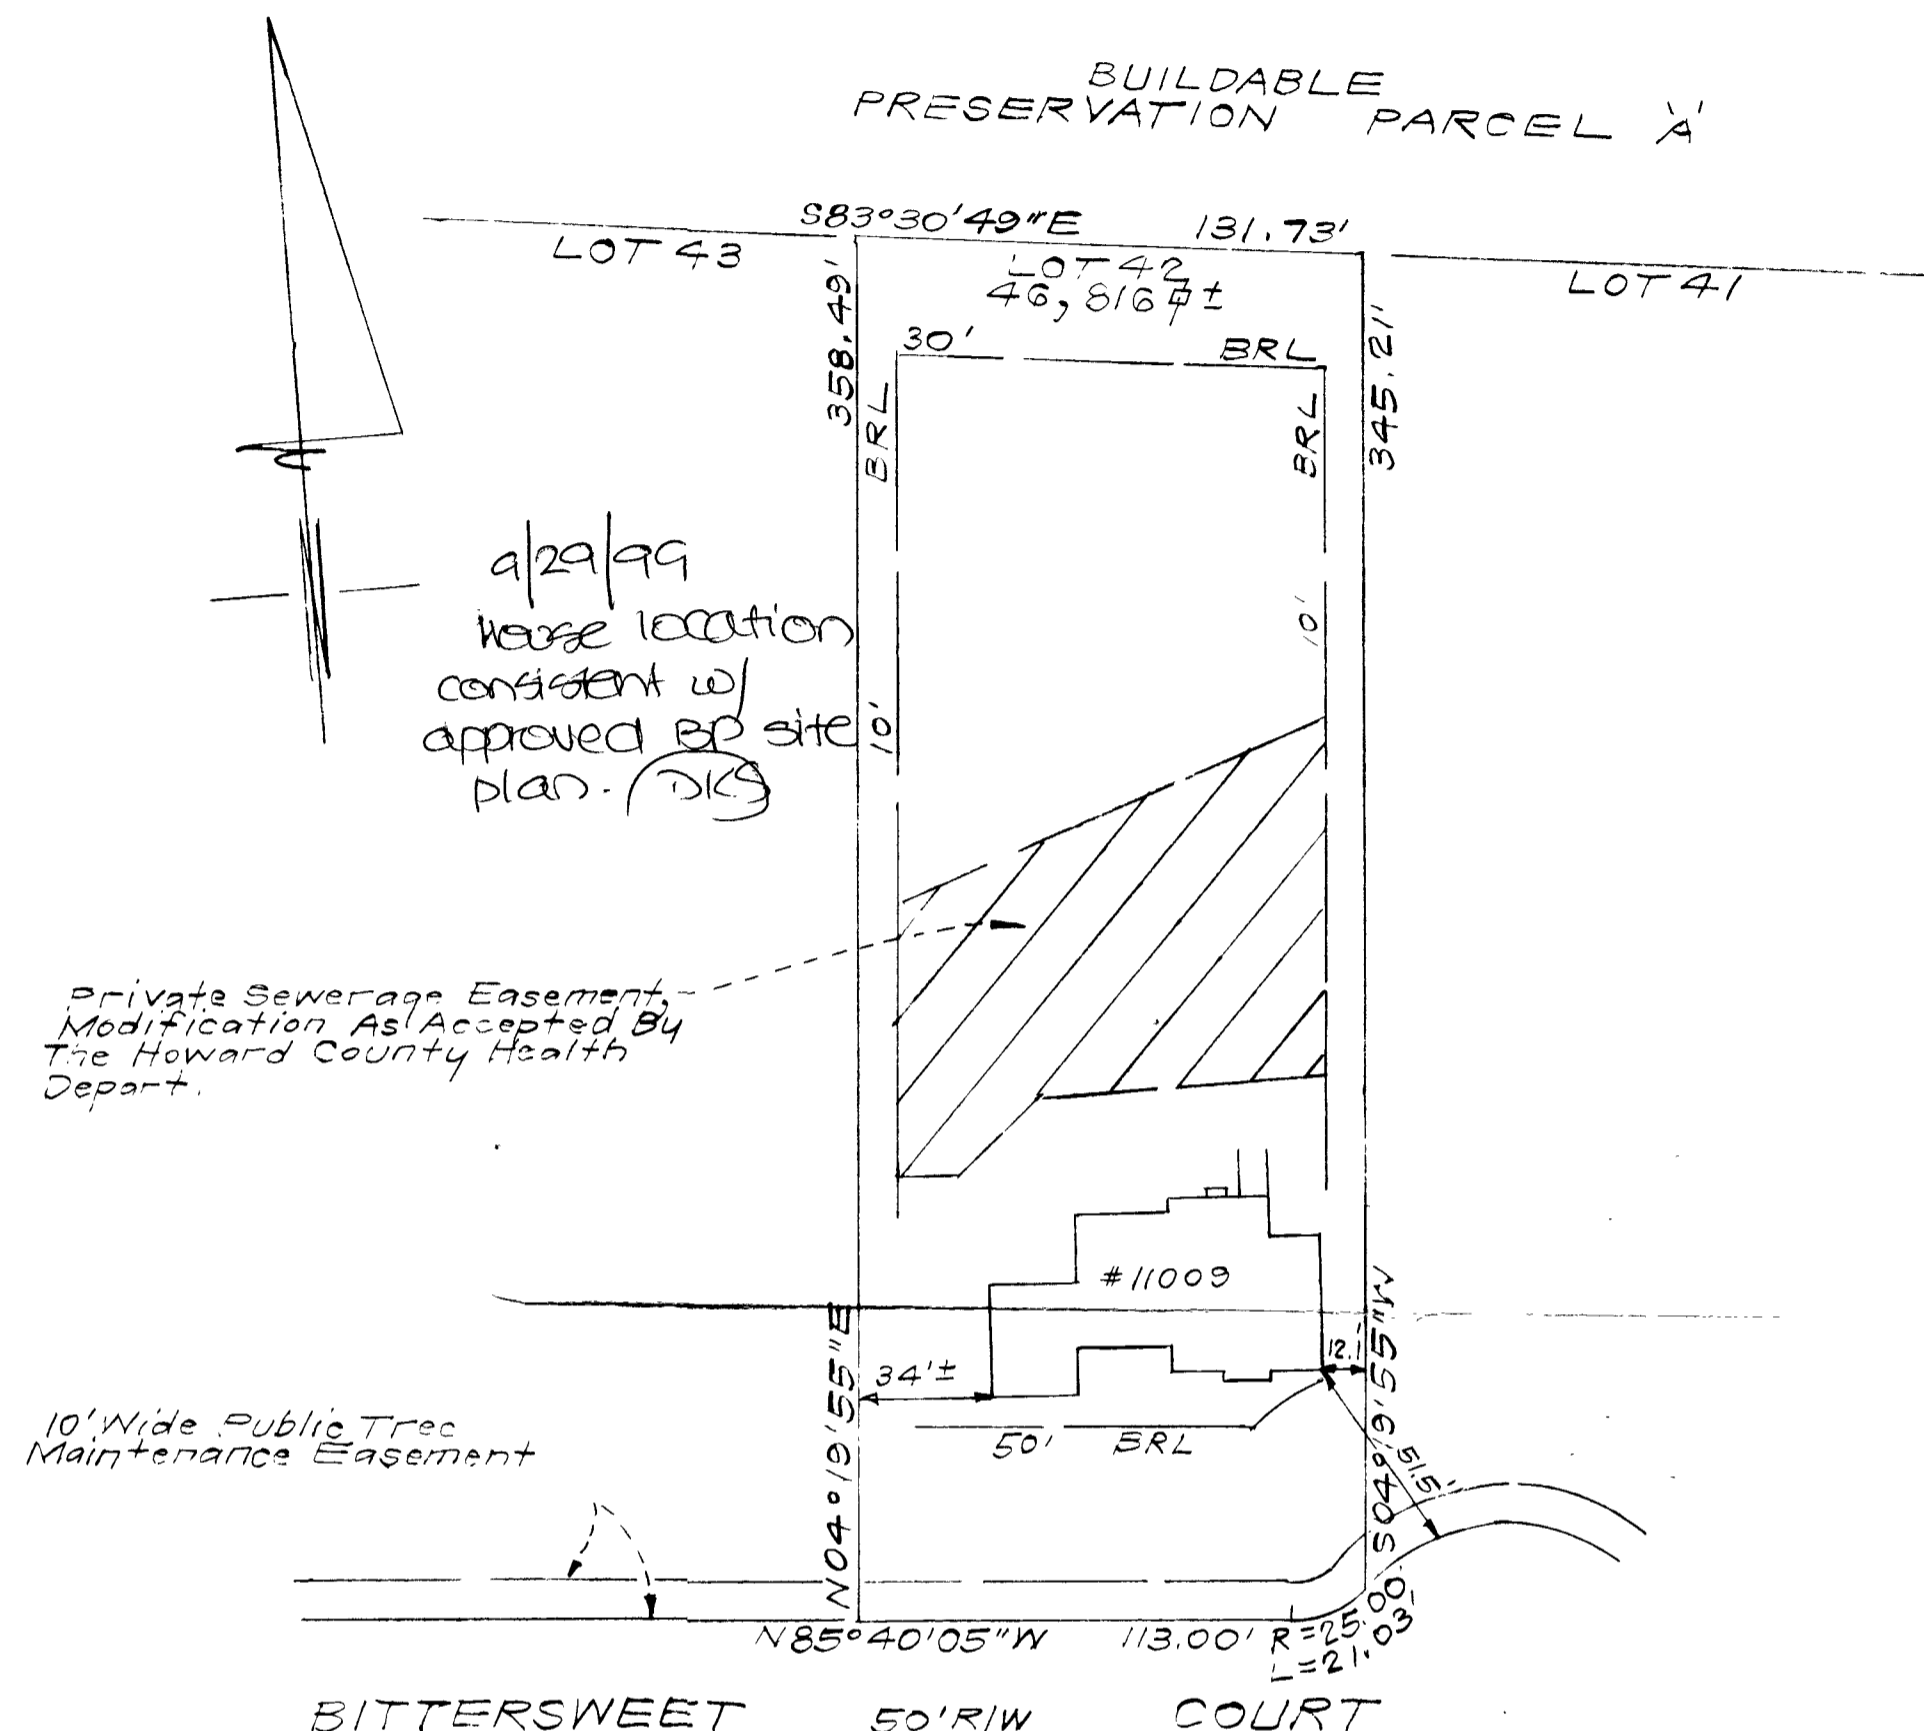 BUILDABLE
PRESERVATION PARCEL 'A'
S83°30'49"E 131.73'
LOT 43
LOT 42
46,816 ±
LOT 41
358.49'
345.21'
30' BRL
BRL
BRL
10'
10'
9/29/99
House location
consistent w/
approved BP site
plan. DKS
Private Sewerage Easement,
Modification As Accepted By
The Howard County Health
Depart.
#11009
12.1'
34'±
50' BRL
51.5'
N04°19'55"E
S04°19'55"W
10' Wide Public Tree
Maintenance Easement
N85°40'05"W 113.00'
R=25.00'
L=21.03'
BITTERSWEET 50'R/W COURT